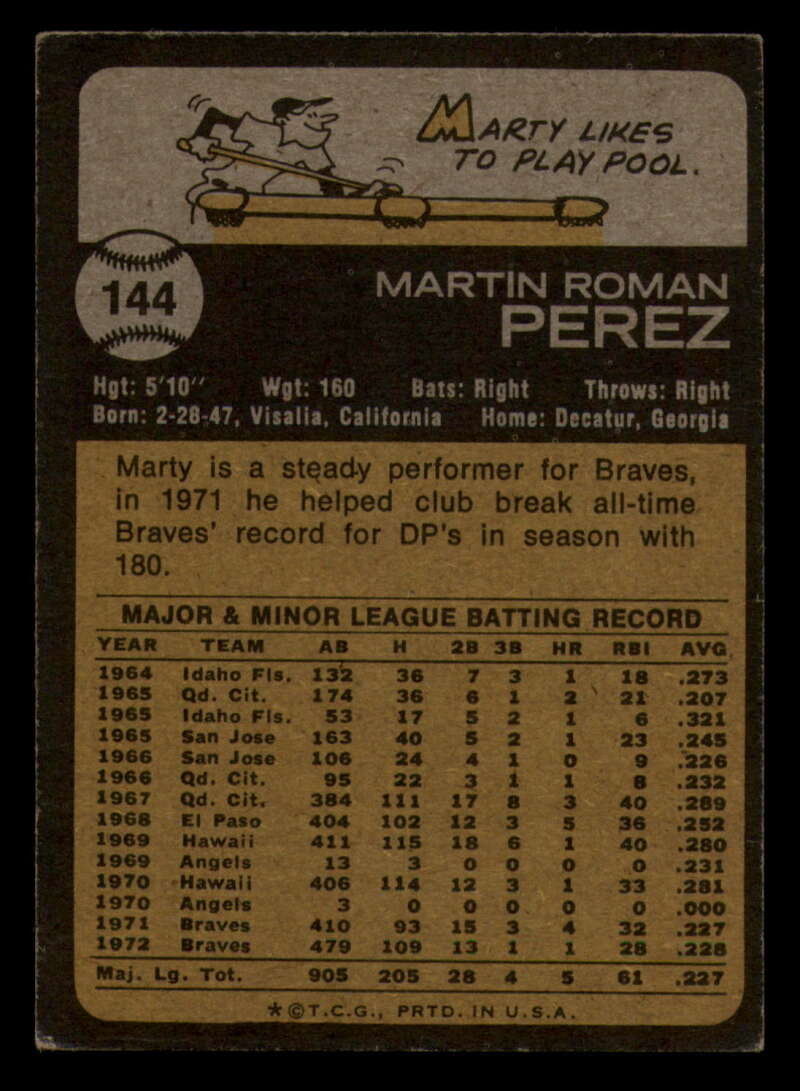 MARTY LIKES
TO PLAY POOL.
144
MARTIN ROMAN
PEREZ
Hgt: 5'10" Wgt: 160 Bats: Right Throws: Right
Born: 2-28-47, Visalia, California Home: Decatur, Georgia
Marty is a steady performer for Braves,
in 1971 he helped club break all-time
Braves' record for DP's in season with
180.
MAJOR & MINOR LEAGUE BATTING RECORD
YEAR TEAM AB H 2B 3B HR RBI AVG.
1964 Idaho Fls. 132 36 7 3 1 18 .273
1965 Qd. Cit. 174 36 6 1 2 21 .207
1965 Idaho Fls. 53 17 5 2 1 6 .321
1965 San Jose 163 40 5 2 1 23 .245
1966 San Jose 106 24 4 1 0 9 .226
1966 Qd. Cit. 95 22 3 1 1 8 .232
1967 Qd. Cit. 384 111 17 8 3 40 .289
1968 El Paso 404 102 12 3 5 36 .252
1969 Hawaii 411 115 18 6 1 40 .280
1969 Angels 13 3 0 0 0 0 .231
1970 Hawaii 406 114 12 3 1 33 .281
1970 Angels 3 0 0 0 0 0 .000
1971 Braves 410 93 15 3 4 32 .227
1972 Braves 479 109 13 1 1 28 .228
Maj. Lg. Tot. 905 205 28 4 5 61 .227
*©T.C.G., PRTD. IN U.S.A.